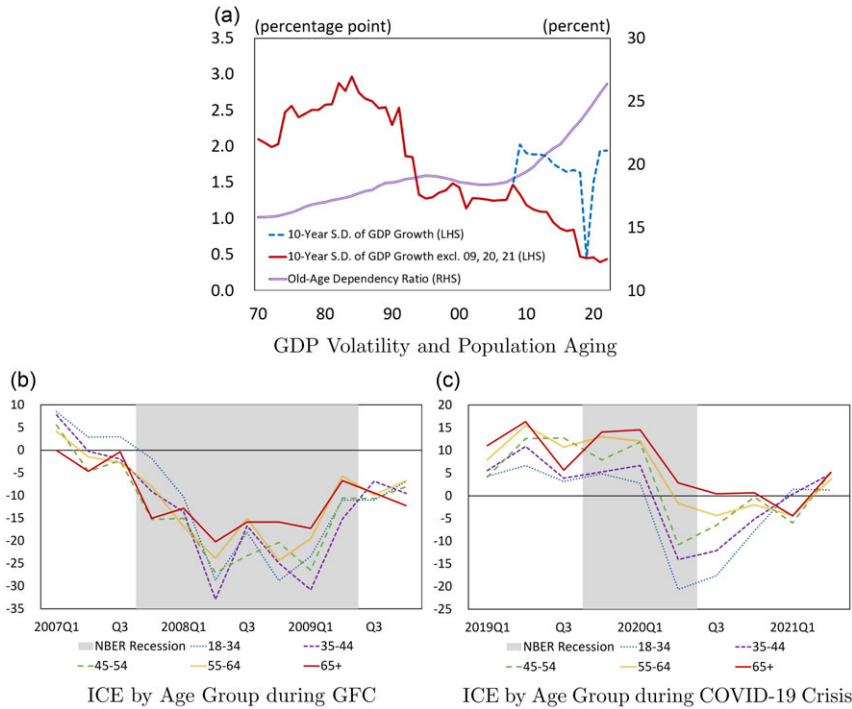 (a)
(percentage point) (percent)
3.5 30
3.0
2.5 25
2.0
20
1.5
1.0 15
0.5
0.0 10
10-Year S.D. of GDP Growth (LHS)
10-Year S.D. of GDP Growth excl. 09, 20, 21 (LHS)
Old-Age Dependency Ratio (RHS)
70 80 90 00 10 20
GDP Volatility and Population Aging
(b)
10
5
0
-5
-10
-15
-20
-25
-30
-35
2007Q1 Q3 2008Q1 Q3 2009Q1 Q3
NBER Recession 18-34 35-44
45-54 55-64 65+
ICE by Age Group during GFC
(c)
20
15
10
5
0
-5
-10
-15
-20
-25
2019Q1 Q3 2020Q1 Q3 2021Q1
NBER Recession 18-34 35-44
45-54 55-64 65+
ICE by Age Group during COVID-19 Crisis